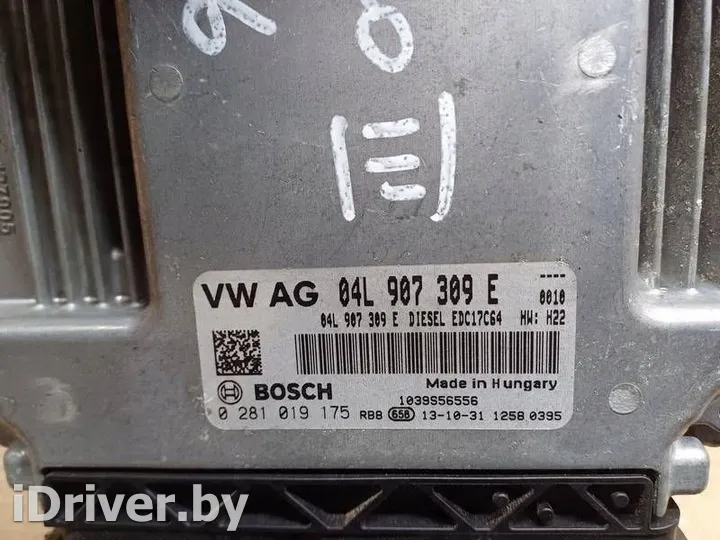 VW AG 04L 907 309 E ----
0010
04L 907 309 E DIESEL EDC17C64 HW: H22
BOSCH Made in Hungary
1039S56556
0 281 019 175 RBB 658 13-10-31 1258 0395
iDriver.by